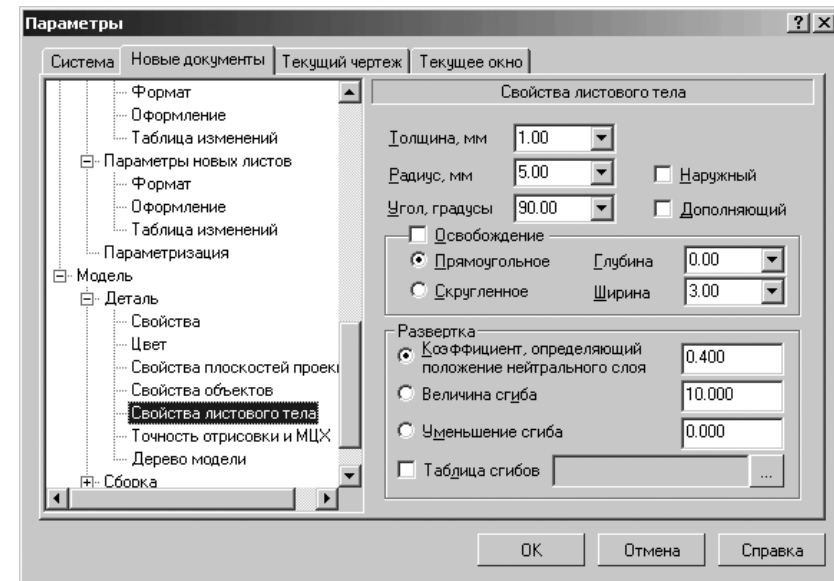 Параметры
Система Новые документы Текущий чертеж Текущее окно
Формат
Оформление
Таблица изменений
Параметры новых листов
Формат
Оформление
Таблица изменений
Параметризация
Модель
Деталь
Свойства
Цвет
Свойства плоскостей проек
Свойства объектов
Свойства листового тела
Точность отрисовки и МЦХ
Дерево модели
Сборка
Свойства листового тела
Толщина, мм 1.00
Радиус, мм 5.00 Наружный
Угол, градусы 90.00 Дополняющий
Освобождение
Прямоугольное Глубина 0.00
Скругленное Ширина 3.00
Развертка
Коэффициент, определяющий
положение нейтрального слоя 0.400
Величина сгиба 10.000
Уменьшение сгиба 0.000
Таблица сгибов ...
OK Отмена Справка